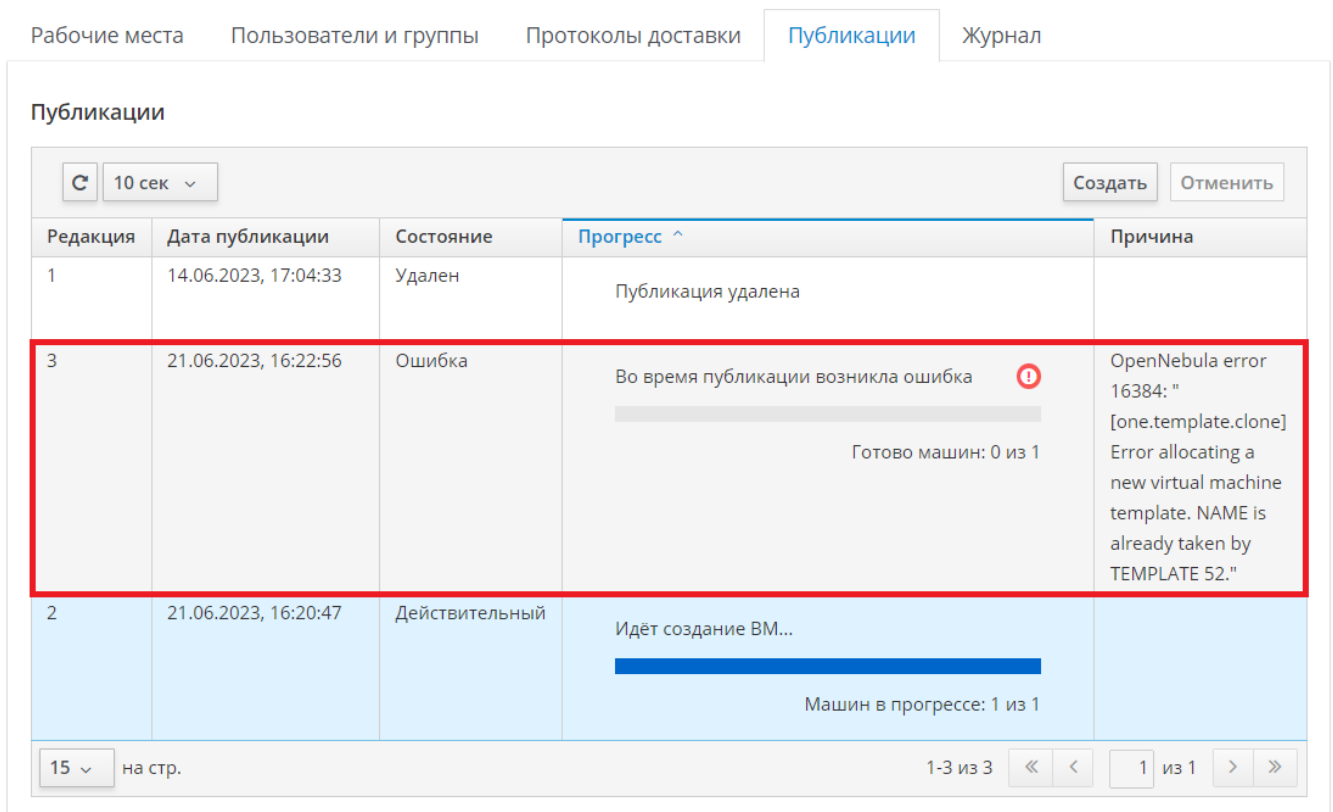 Рабочие места Пользователи и группы Протоколы доставки Публикации Журнал
Публикации
10 сек Создать Отменить
Редакция Дата публикации Состояние Прогресс Причина
1 14.06.2023, 17:04:33 Удален
Публикация удалена
3 21.06.2023, 16:22:56 Ошибка
Во время публикации возникла ошибка
Готово машин: 0 из 1
OpenNebula error
16384: "
[one.template.clone]
Error allocating a
new virtual machine
template. NAME is
already taken by
TEMPLATE 52."
2 21.06.2023, 16:20:47 Действительный
Идёт создание ВМ...
Машин в прогрессе: 1 из 1
15 на стр. 1-3 из 3 1 из 1